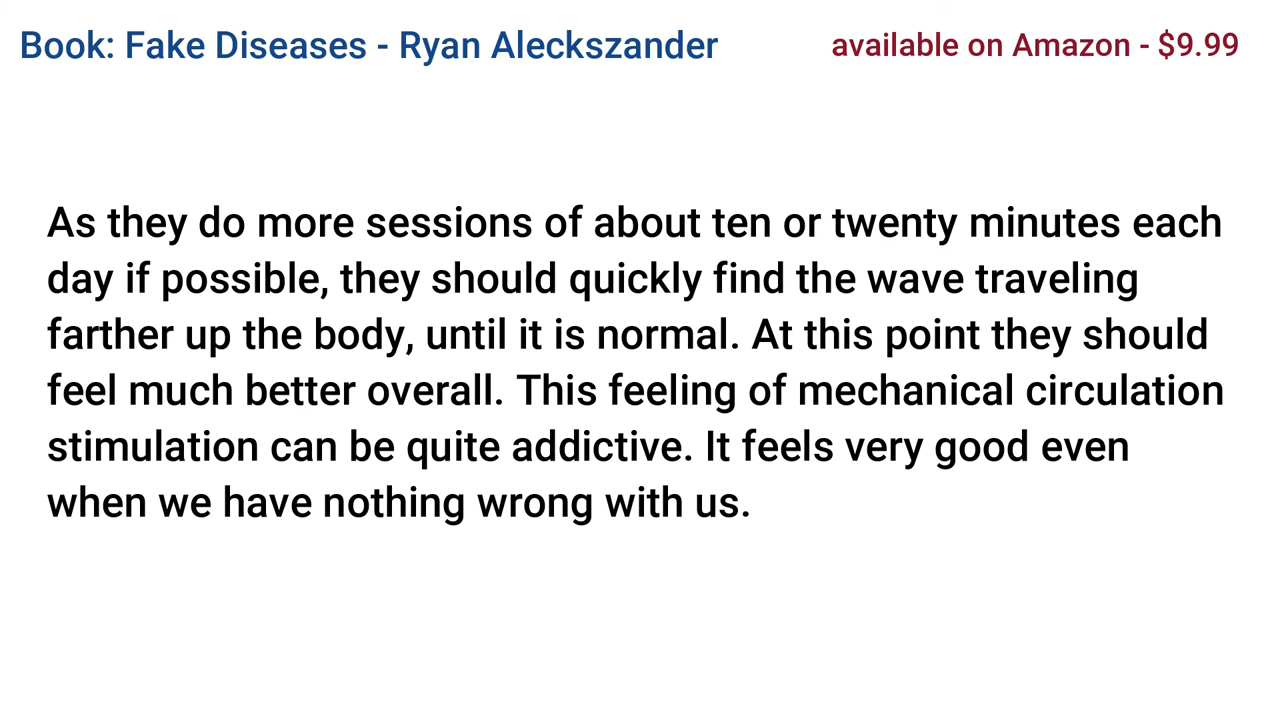 Book: Fake Diseases - Ryan Aleckszander
available on Amazon - $9.99
As they do more sessions of about ten or twenty minutes each
day if possible, they should quickly find the wave traveling
farther up the body, until it is normal. At this point they should
feel much better overall. This feeling of mechanical circulation
stimulation can be quite addictive. It feels very good even
when we have nothing wrong with us.